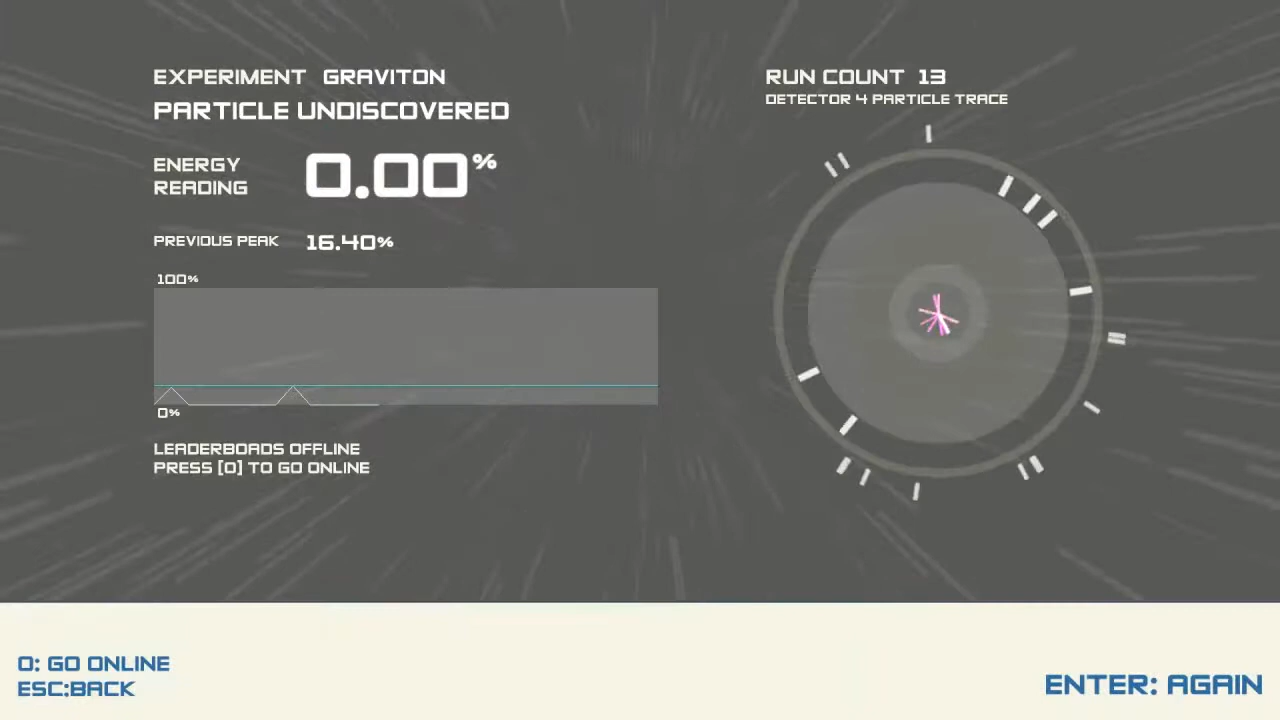 EXPERIMENT GRAVITON
PARTICLE UNDISCOVERED
ENERGY READING 0.00%
PREVIOUS PEAK 16.40%
100%
0%
LEADERBOARDS OFFLINE
PRESS [O] TO GO ONLINE
RUN COUNT 13
DETECTOR 4 PARTICLE TRACE
O: GO ONLINE
ESC:BACK
ENTER: AGAIN